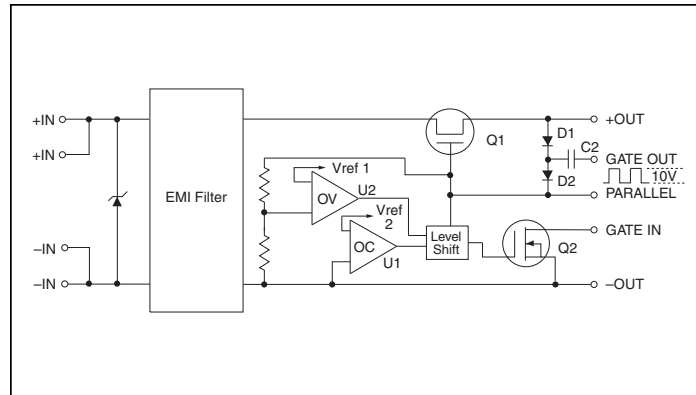 +IN
+IN
−IN
−IN
EMI Filter
Vref 1
OV
U2
Vref
2
OC
U1
Level
Shift
Q1
Q2
D1
C2
D2
+OUT
GATE OUT
10V
PARALLEL
GATE IN
−OUT